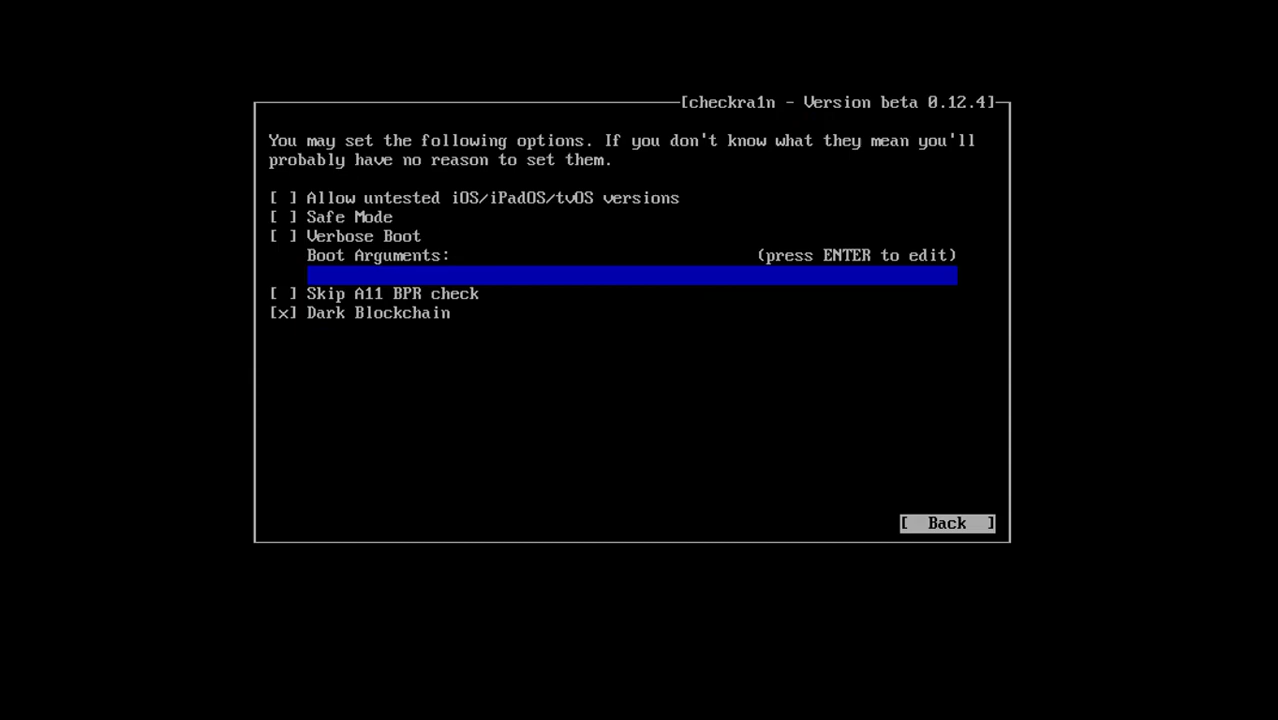 [checkra1n - Version beta 0.12.4]
You may set the following options. If you don't know what they mean you'll
probably have no reason to set them.
[ ] Allow untested iOS/iPadOS/tvOS versions
[ ] Safe Mode
[ ] Verbose Boot
Boot Arguments: (press ENTER to edit)
[ ] Skip A11 BPR check
[x] Dark Blockchain
[ Back ]